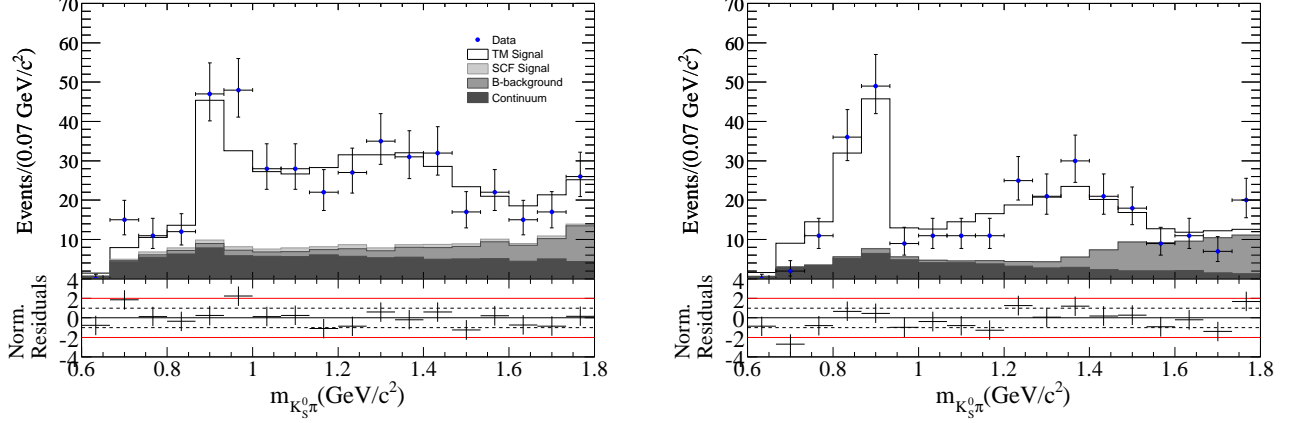 70
60
50
40
30
20
10
Events/(0.07 GeV/c²)
Data
TM Signal
SCF Signal
B-background
Continuum
4
2
0
-2
-4
Norm.
Residuals
0.6 0.8 1 1.2 1.4 1.6 1.8
m_{K_S^0π}(GeV/c²)
70
60
50
40
30
20
10
Events/(0.07 GeV/c²)
4
2
0
-2
-4
Norm.
Residuals
0.6 0.8 1 1.2 1.4 1.6 1.8
m_{K_S^0π}(GeV/c²)